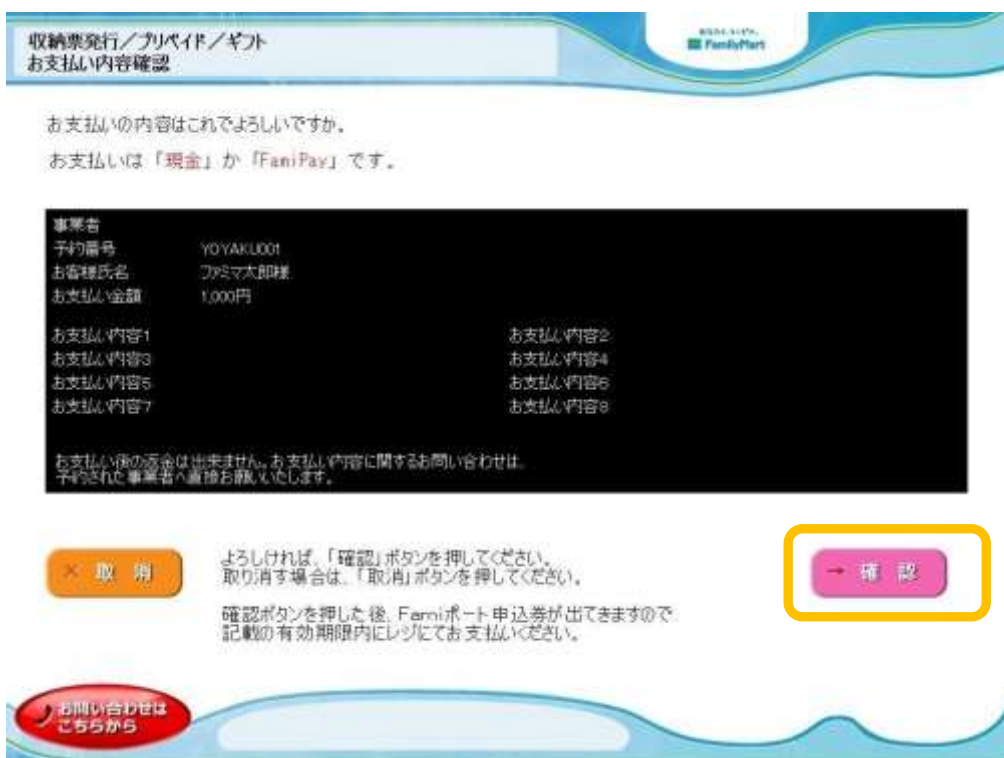 収納票発行／プリペイド／ギフト
お支払い内容確認
FamilyMart
お支払いの内容はこれでよろしいですか。
お支払いは「現金」か「FamiPay」です。
事業者
予約番号 YOYAKU001
お客様氏名 ファミマ太郎様
お支払い金額 1,000円
お支払い内容1 お支払い内容2
お支払い内容3 お支払い内容4
お支払い内容5 お支払い内容6
お支払い内容7 お支払い内容8
お支払い後の返金は出来ません。お支払い内容に関するお問い合わせは、
予約された事業者へ直接お願いいたします。
× 取 消
よろしければ、「確認」ボタンを押してください。
取り消す場合は、「取消」ボタンを押してください。
→ 確 認
確認ボタンを押した後、Famiポート申込券が出てきますので
記載の有効期限内にレジにてお支払いください。
お問い合わせは
こちらから